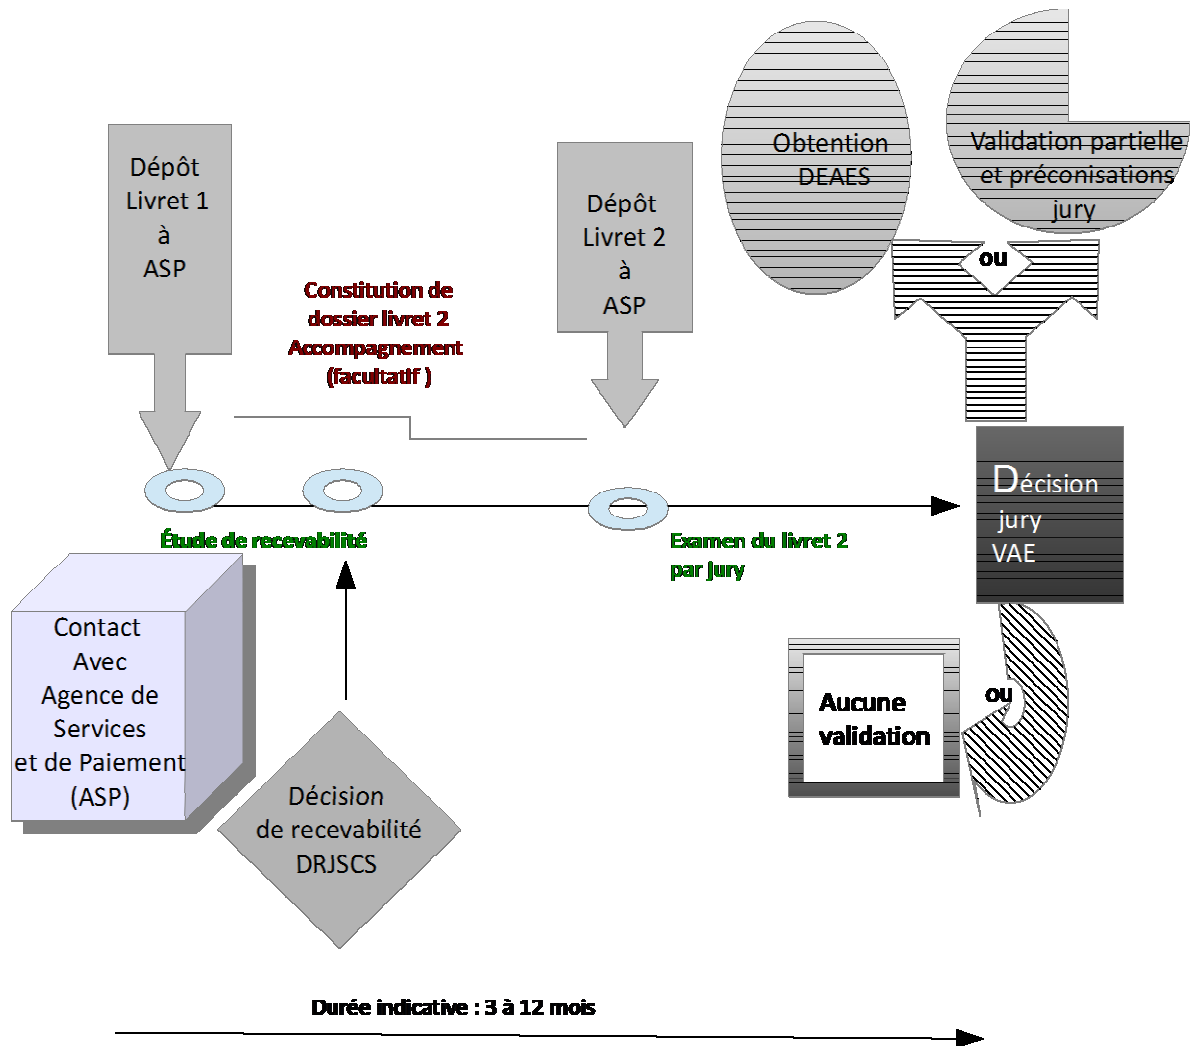 Obtention
DEAES
Validation partielle
et préconisations
jury
Dépôt
Livret 1
à
ASP
Dépôt
Livret 2
à
ASP
ou
Constitution de
dossier livret 2
Accompagnement
(facultatif )
Décision
jury
VAE
Étude de recevabilité
Examen du livret 2
par jury
Contact
Avec
Agence de
Services
et de Paiement
(ASP)
ou
Aucune
validation
Décision
de recevabilité
DRJSCS
Durée indicative : 3 à 12 mois